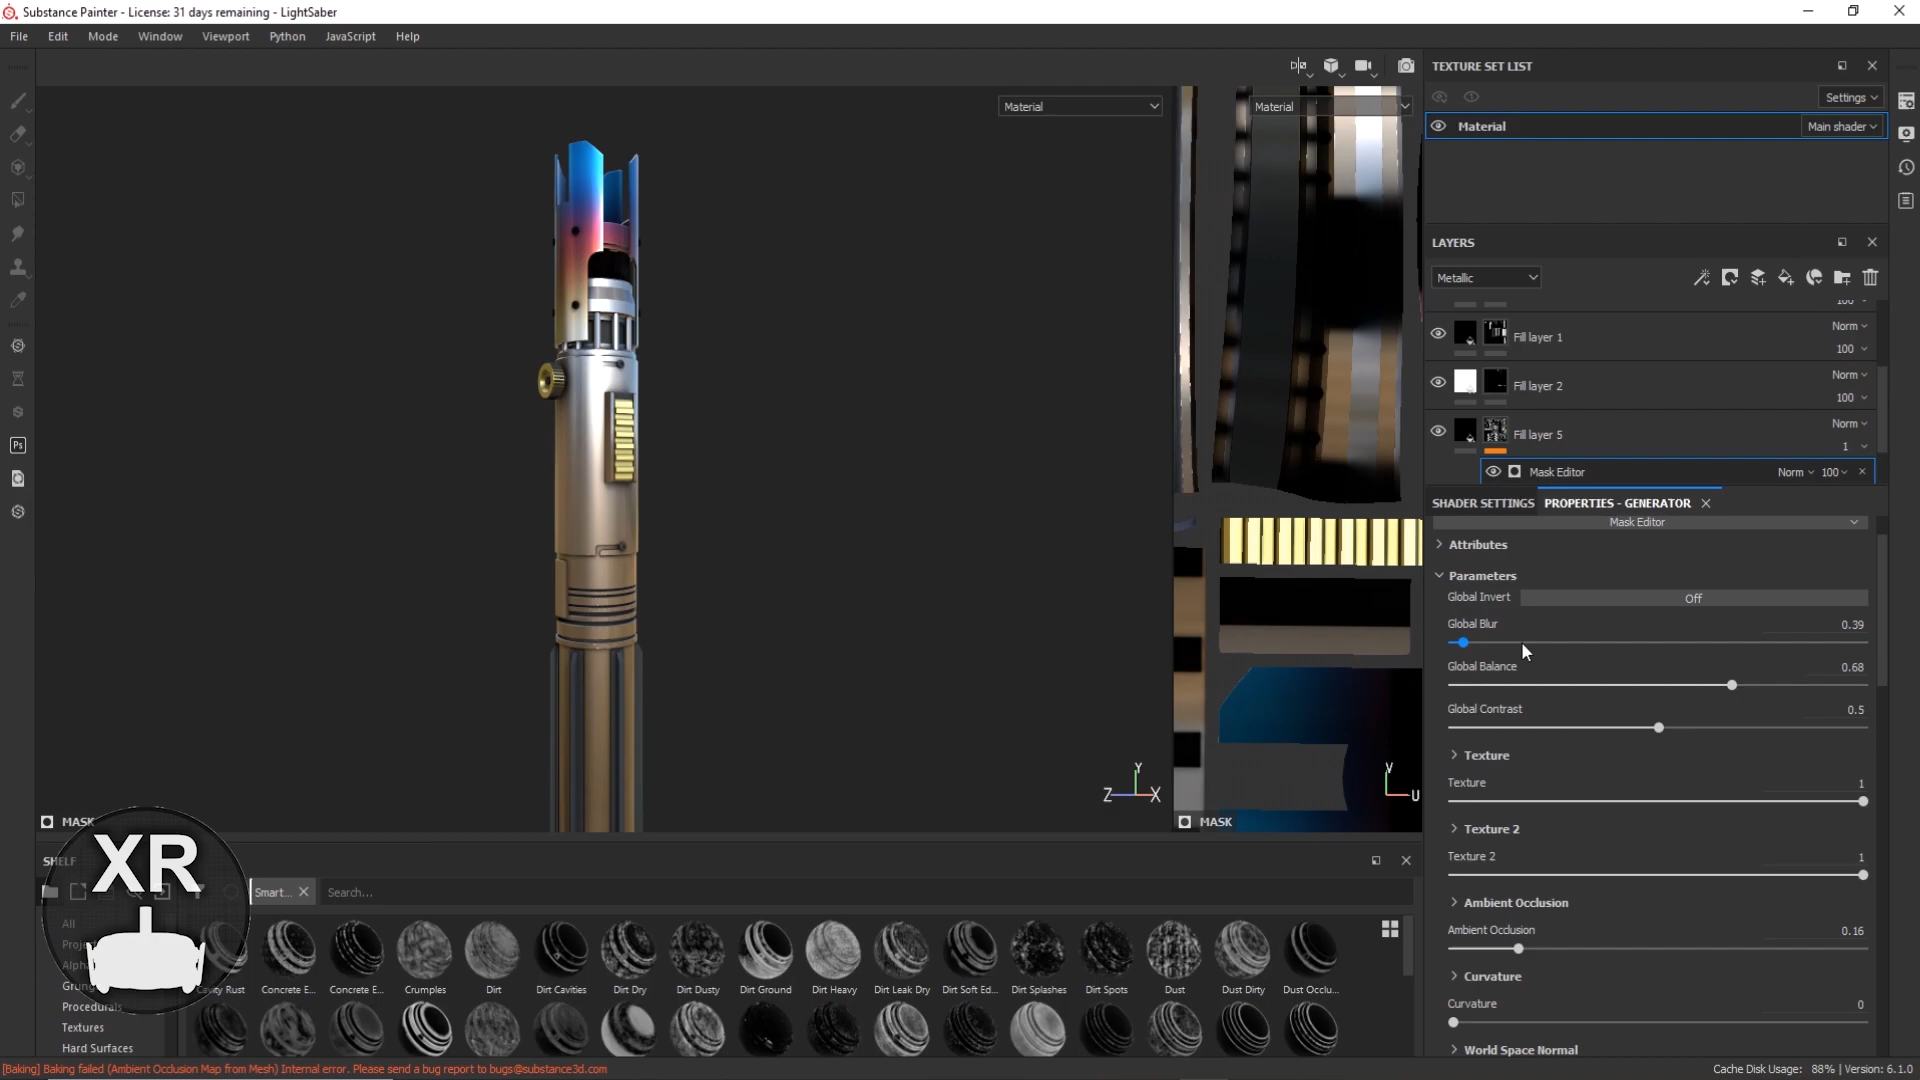 Substance Painter - License: 31 days remaining - LightSaber
File Edit Mode Window Viewport Python JavaScript Help
Material
Material
TEXTURE SET LIST
Settings
Material Main shader
LAYERS
Metallic
100
Fill layer 1 Norm
100
Fill layer 2 Norm
100
Fill layer 5 Norm
1
Mask Editor Norm 100
SHADER SETTINGS PROPERTIES - GENERATOR
Mask Editor
Attributes
Parameters
Global Invert Off
Global Blur 0.39
Global Balance 0.68
Global Contrast 0.5
Texture
Texture 1
Texture 2
Texture 2 1
Ambient Occlusion
Ambient Occlusion 0.16
Curvature
Curvature 0
World Space Normal
Y
Z X
V
U
MASK
MASK
Ps
XR
SHELF
Smart... Search...
All
Procedurals
Textures
Hard Surfaces
Rust Concrete E... Concrete E... Crumples Dirt Dirt Cavities Dirt Dry Dirt Dusty Dirt Ground Dirt Heavy Dirt Leak Dry Dirt Soft Ed... Dirt Splashes Dirt Spots Dust Dust Dirty Dust Occlu...
[Baking] Baking failed (Ambient Occlusion Map from Mesh) Internal error. Please send a bug report to bugs@substance3d.com
Cache Disk Usage: 88% | Version: 6.1.0